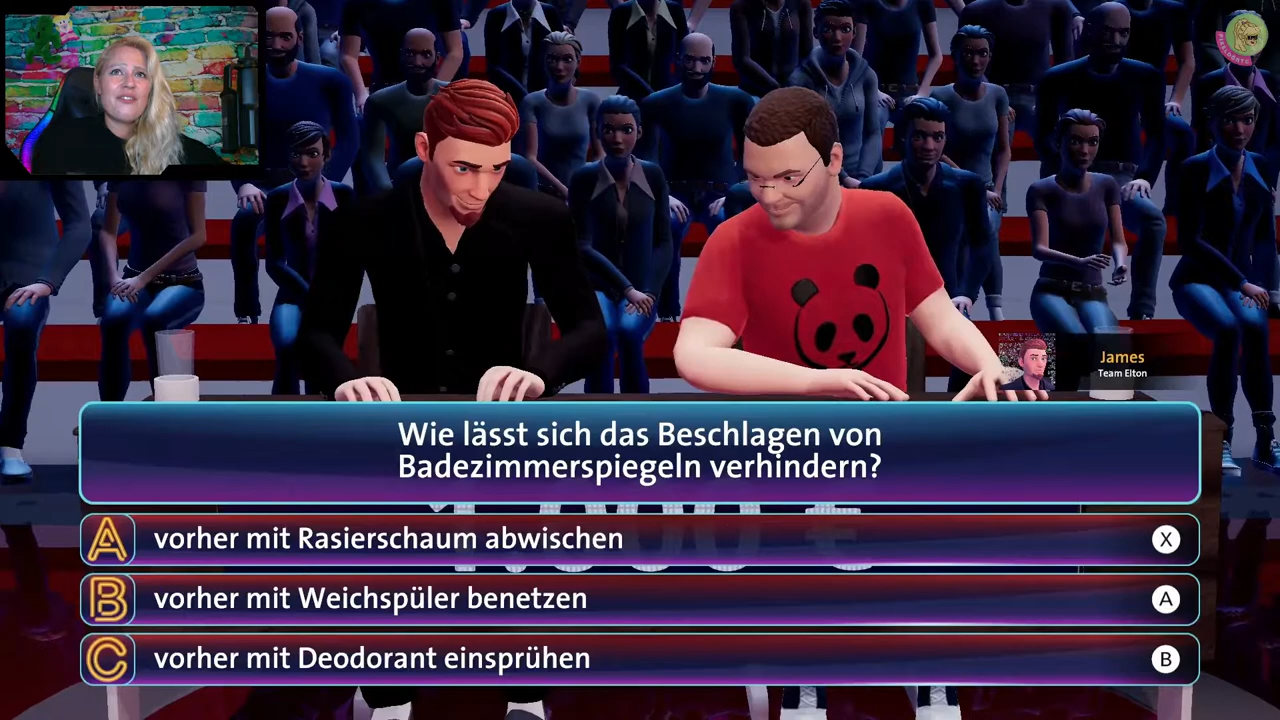 James
Team Elton
Wie lässt sich das Beschlagen von
Badezimmerspiegeln verhindern?
A vorher mit Rasierschaum abwischen X
B vorher mit Weichspüler benetzen A
C vorher mit Deodorant einsprühen B